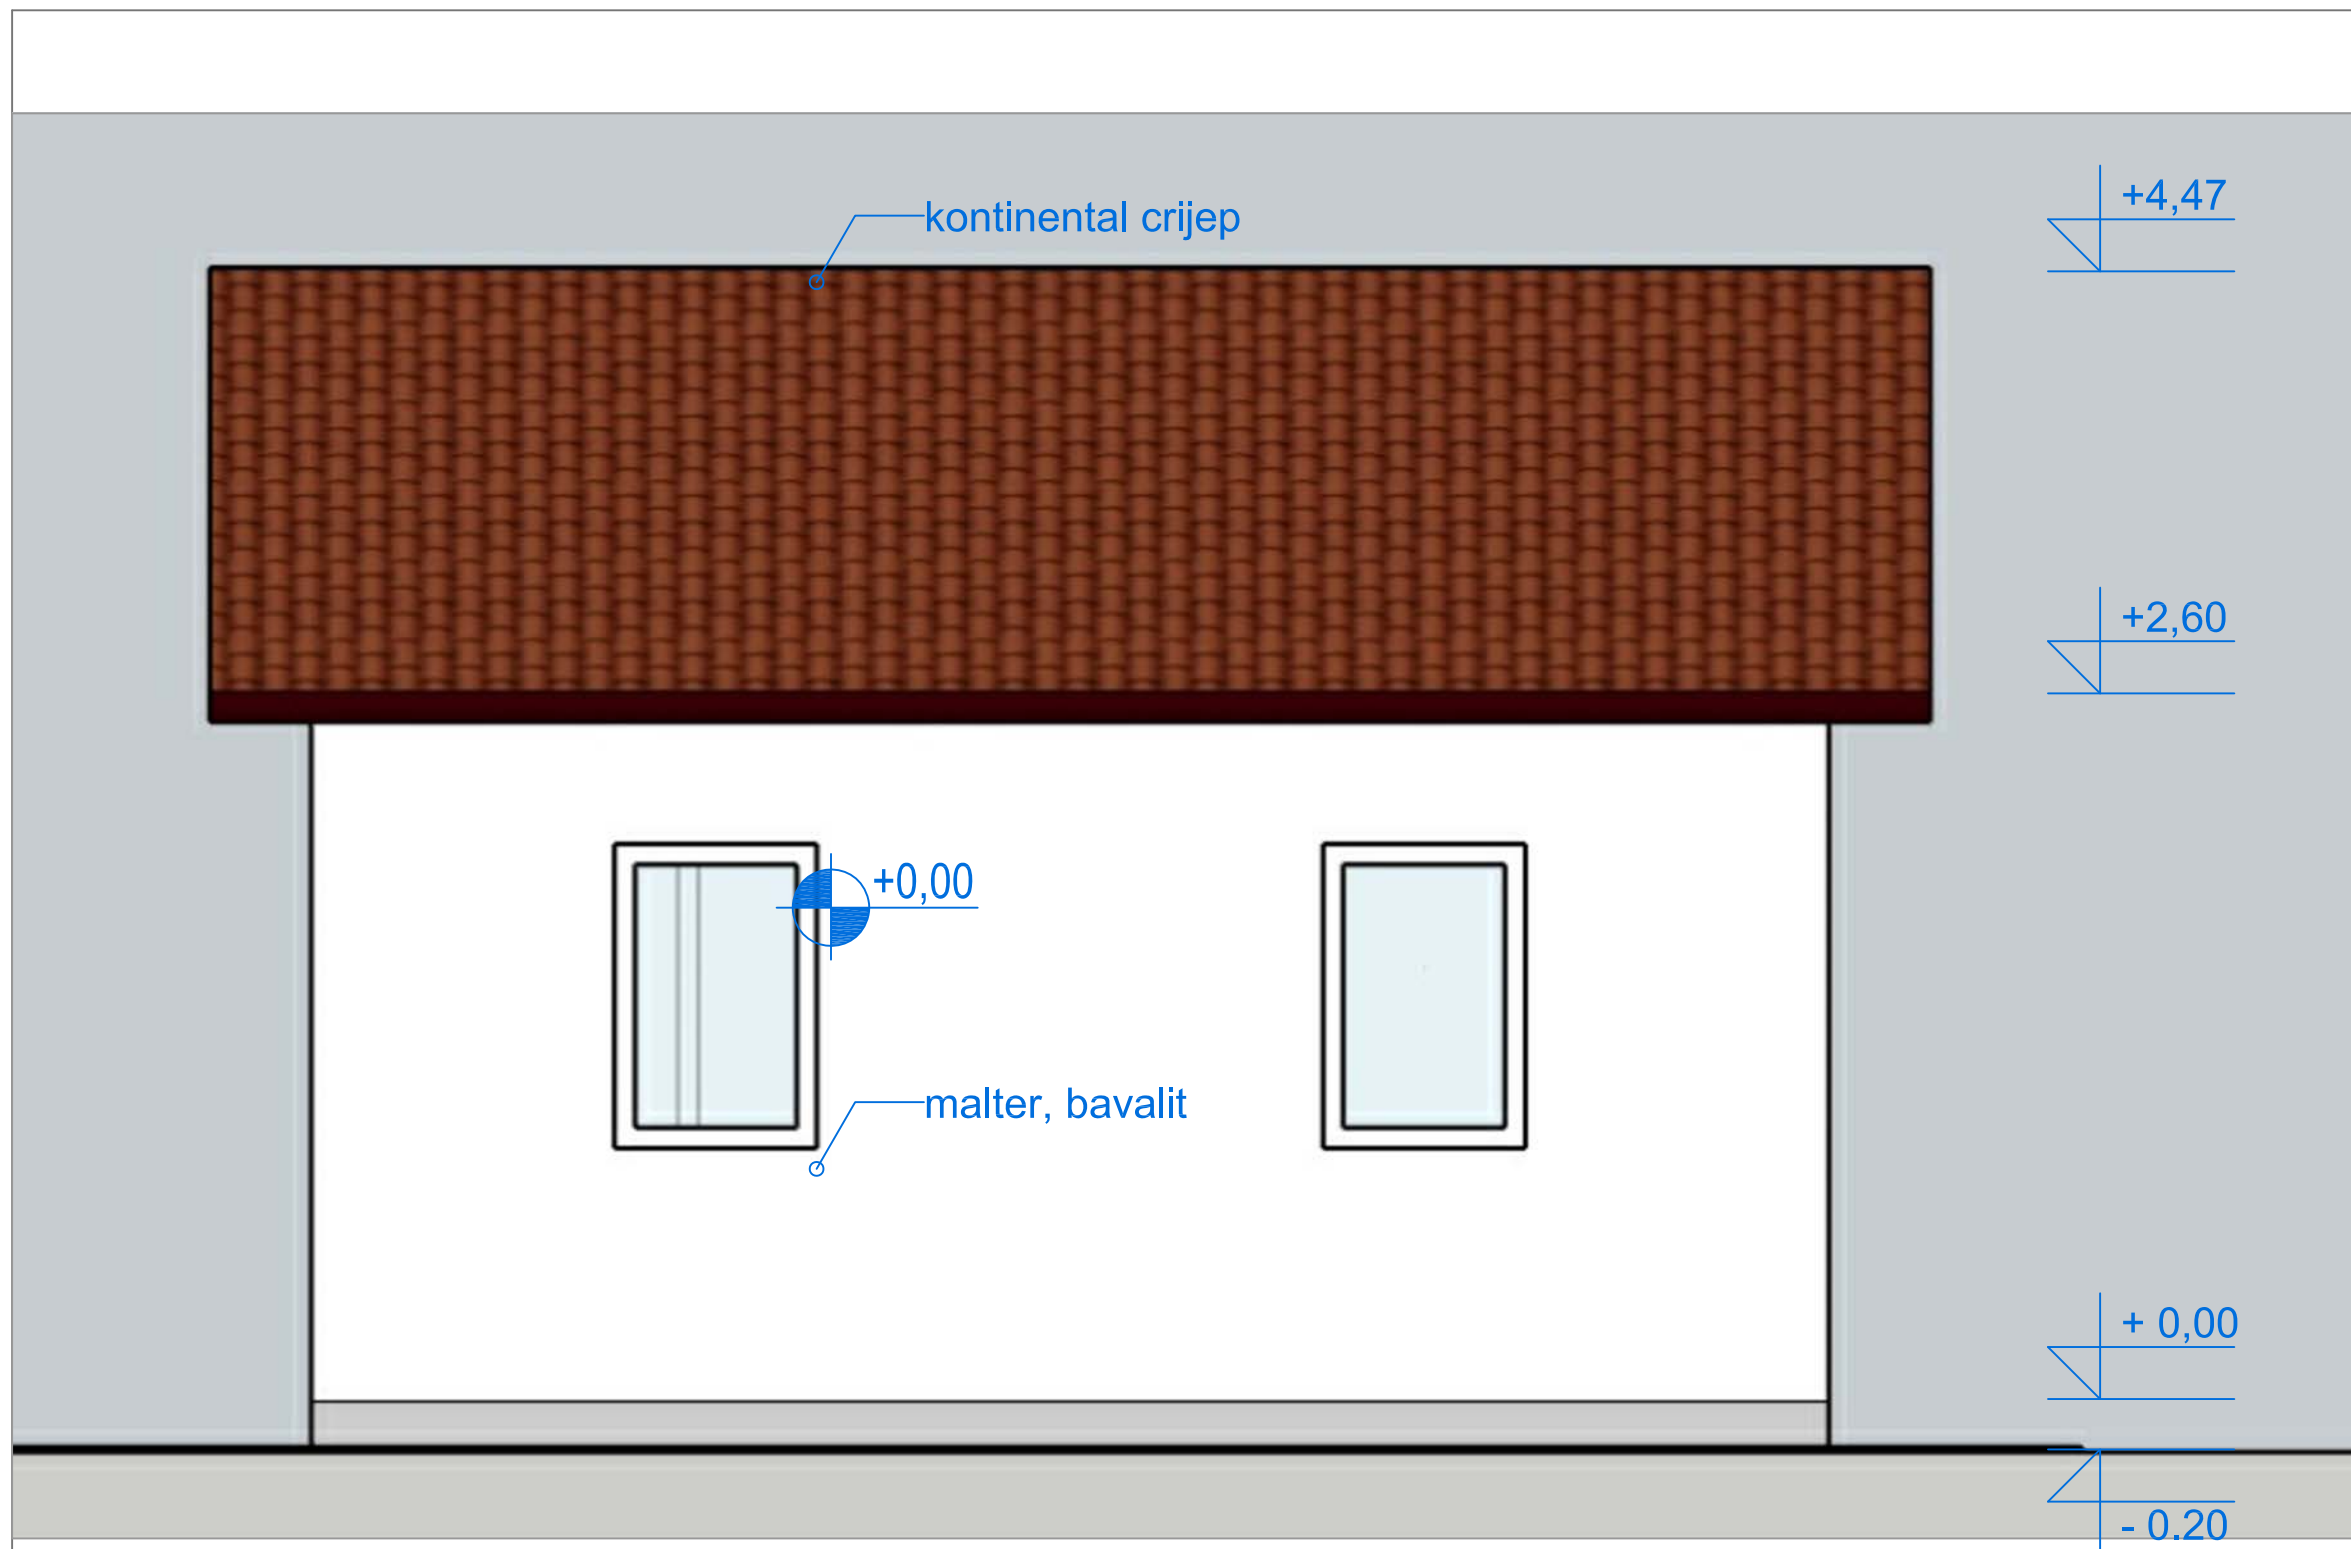 +4,47
kontinental crijep
+2,60
+0,00
malter, bavalit
+ 0,00
- 0.20